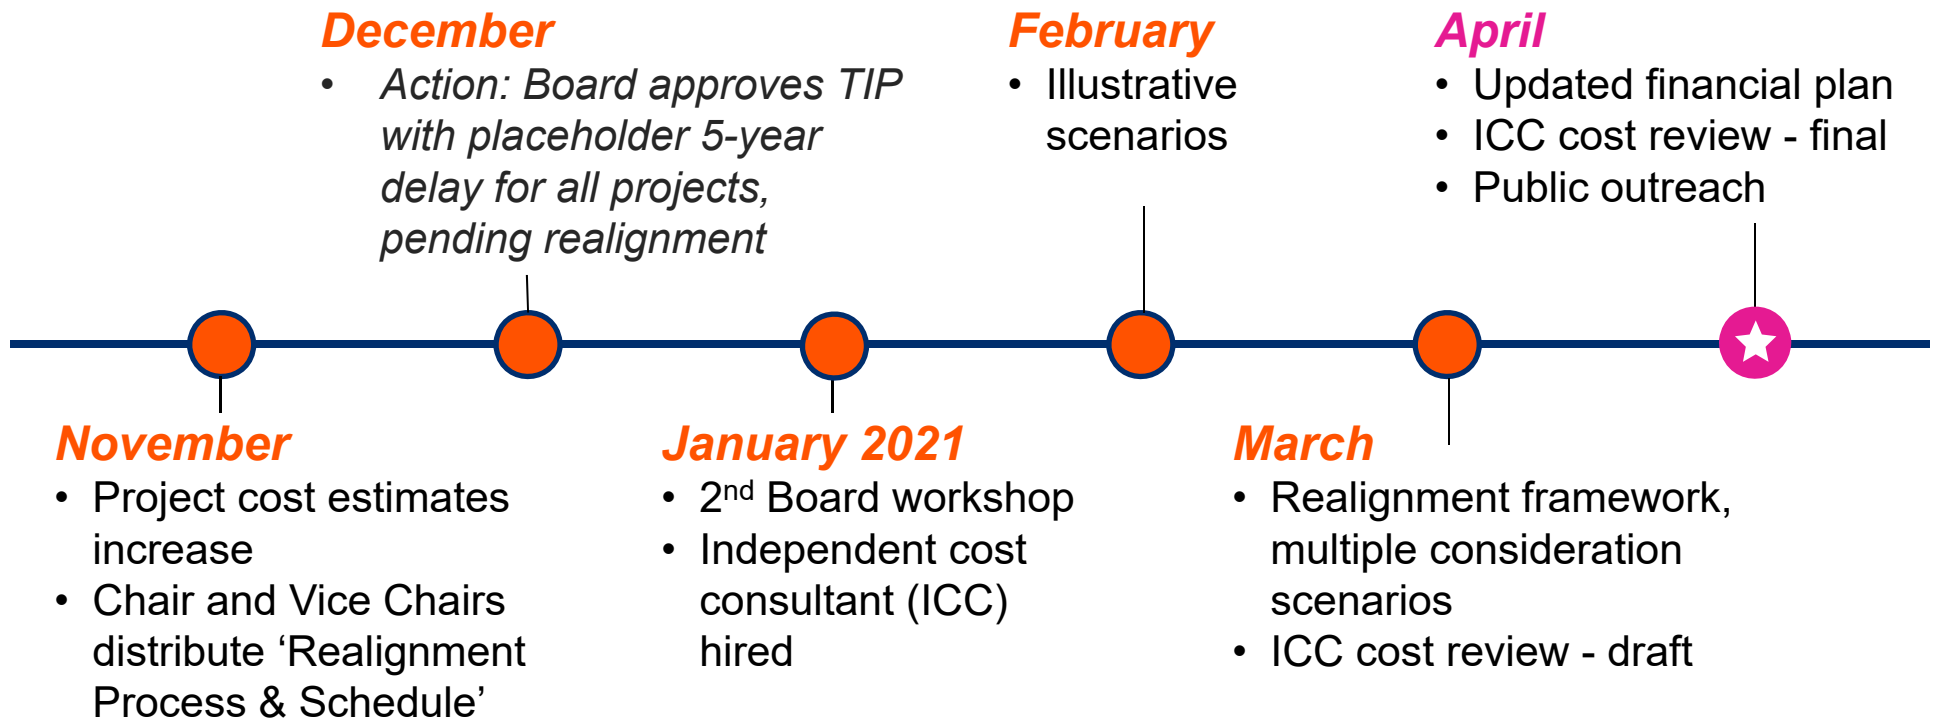 December
• Action: Board approves TIP
with placeholder 5-year
delay for all projects,
pending realignment
February
• Illustrative
scenarios
April
• Updated financial plan
• ICC cost review - final
• Public outreach
November
• Project cost estimates
increase
• Chair and Vice Chairs
distribute ‘Realignment
Process & Schedule’
January 2021
• 2nd Board workshop
• Independent cost
consultant (ICC)
hired
March
• Realignment framework,
multiple consideration
scenarios
• ICC cost review - draft